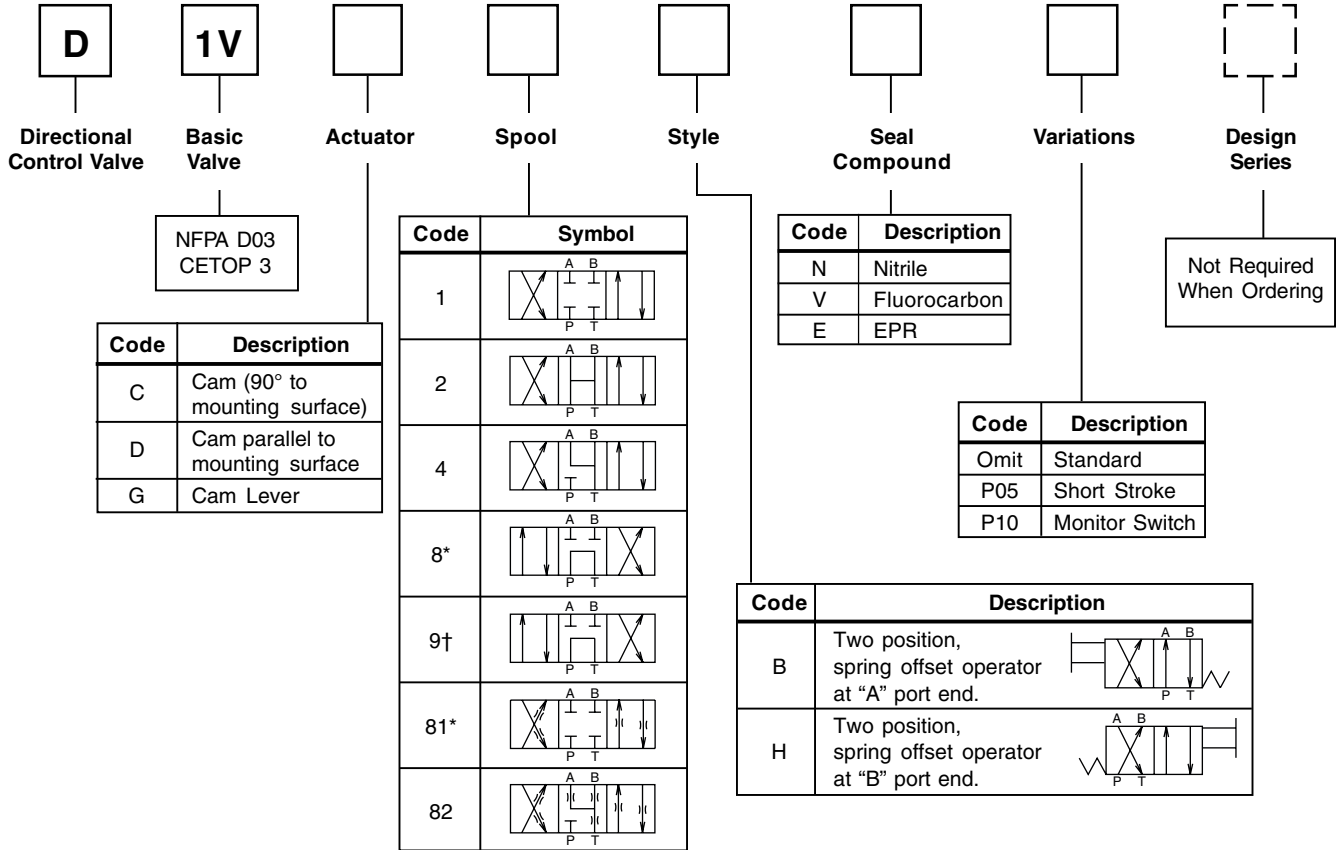 D
1V
Directional
Control Valve
Basic
Valve
Actuator
Spool
Style
Seal
Compound
Variations
Design
Series
NFPA D03
CETOP 3
Not Required
When Ordering
Code Description
C Cam (90° to
mounting surface)
D Cam parallel to
mounting surface
G Cam Lever
Code Symbol
1 A B
P T
2 A B
P T
4 A B
P T
8* A B
P T
9† A B
P T
81* A B
P T
82 A B
P T
Code Description
N Nitrile
V Fluorocarbon
E EPR
Code Description
Omit Standard
P05 Short Stroke
P10 Monitor Switch
Code Description
B Two position,
spring offset operator
at “A” port end.
A B
P T
H Two position,
spring offset operator
at “B” port end.
A B
P T